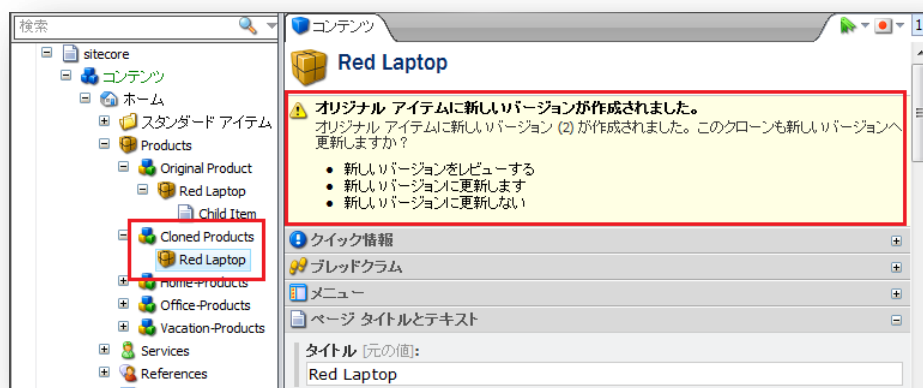 検索
sitecore
コンテンツ
ホーム
スタンダード アイテム
Products
Original Product
Red Laptop
Child Item
Cloned Products
Red Laptop
Home-Products
Office-Products
Vacation-Products
Services
References
コンテンツ
1
Red Laptop
オリジナル アイテムに新しいバージョンが作成されました。
オリジナル アイテムに新しいバージョン (2) が作成されました。このクローンも新しいバージョンへ
更新しますか？
• 新しいバージョンをレビューする
• 新しいバージョンに更新します
• 新しいバージョンに更新しない
クイック情報
ブレッドクラム
メニュー
ページ タイトルとテキスト
タイトル [元の値]:
Red Laptop